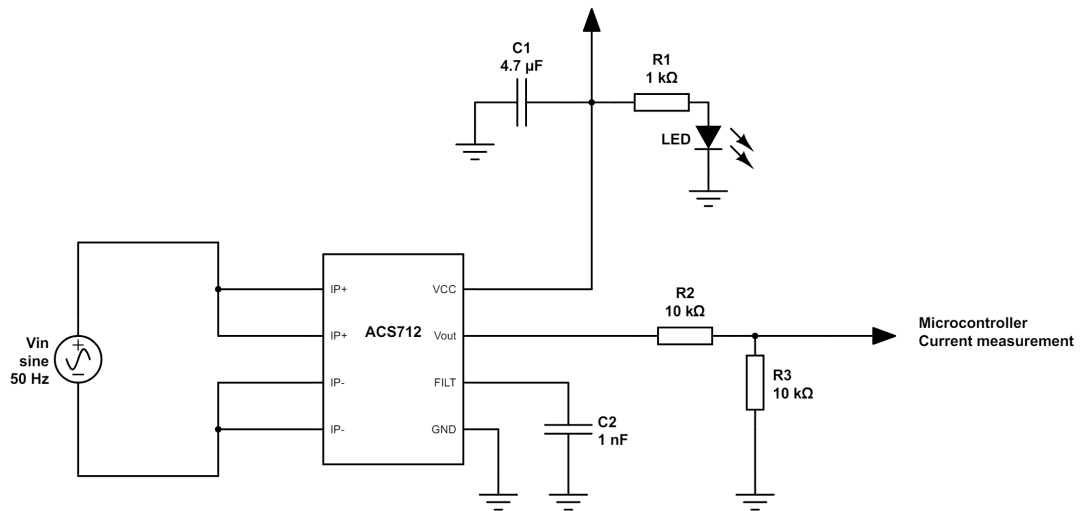 C1
4.7 µF
R1
1 kΩ
LED
IP+
VCC
IP+
ACS712
Vout
IP-
FILT
IP-
GND
Vin
sine
50 Hz
R2
10 kΩ
Microcontroller
Current measurement
R3
10 kΩ
C2
1 nF